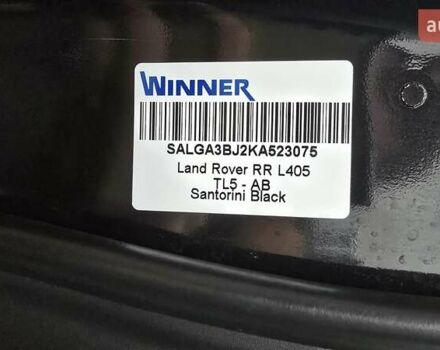 WINNER
SALGA3BJ2KA523075
Land Rover RR L405
TL5 - AB
Santorini Black